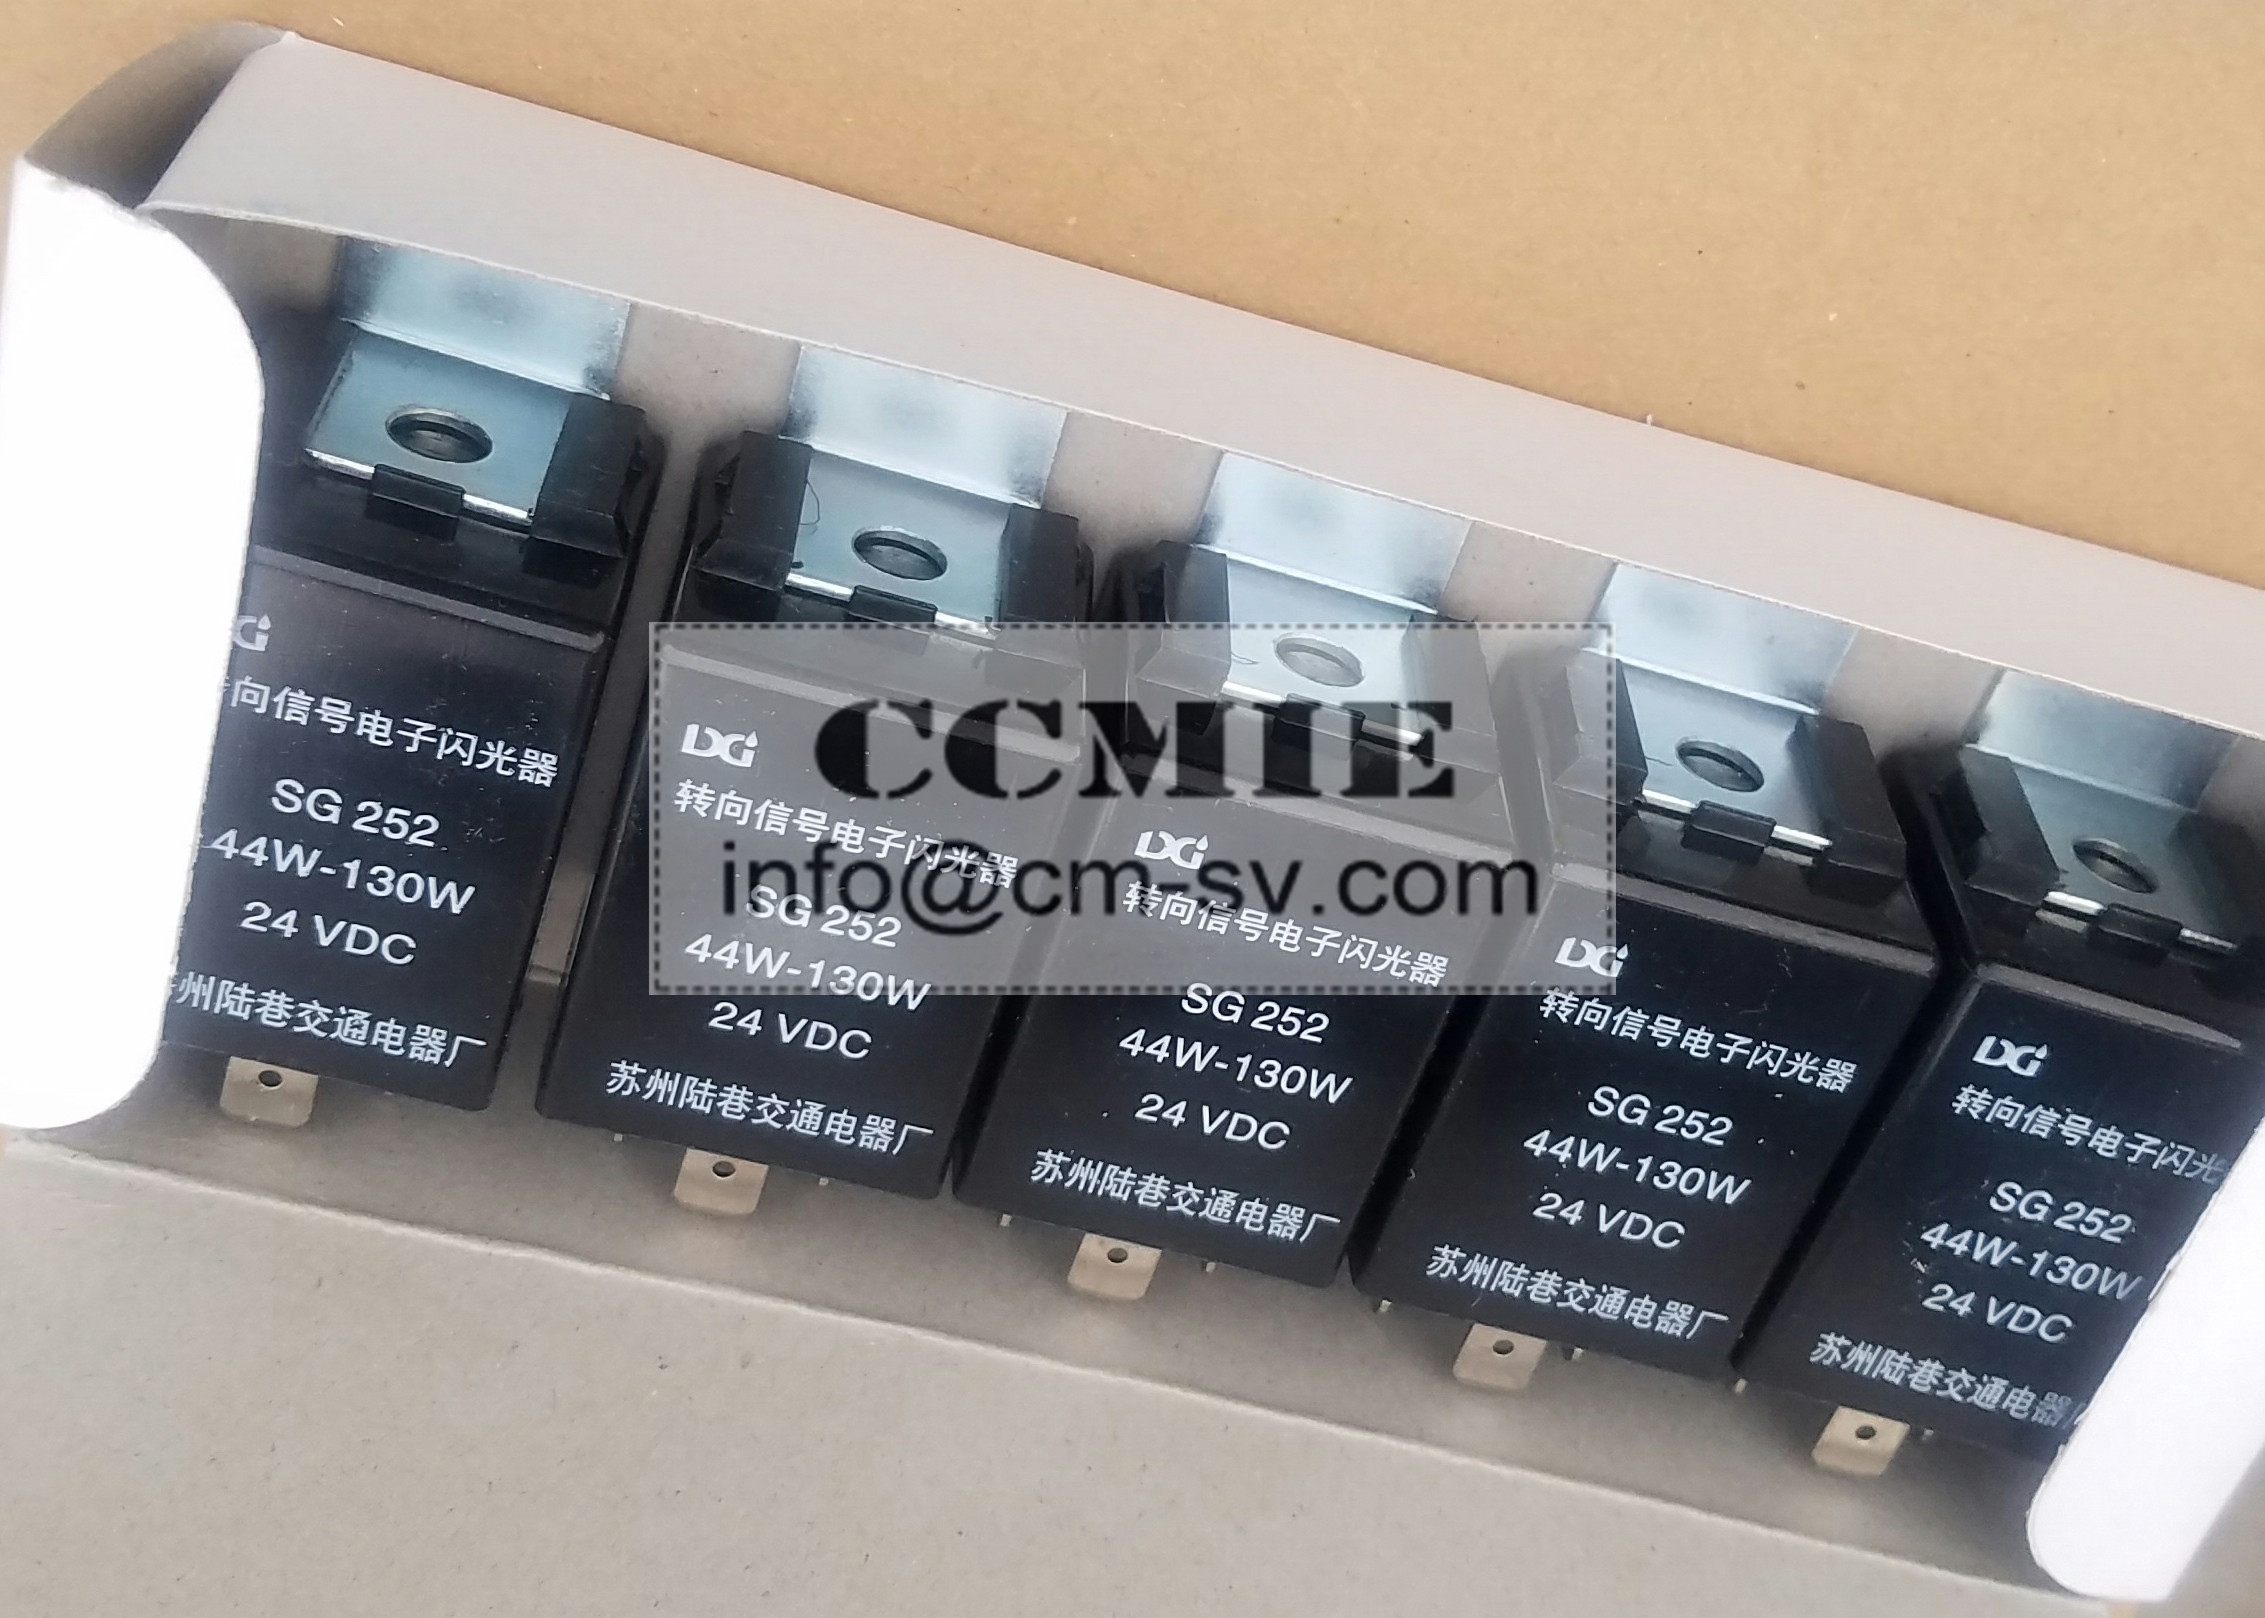 向信号电子闪光器
SG 252
44W-130W
24 VDC
州陆巷交通电器厂
DG
转向信号电子闪光器
SG 252
44W-130W
24 VDC
苏州陆巷交通电器厂
DG
转向信号电子闪光器
SG 252
44W-130W
24 VDC
苏州陆巷交通电器厂
DG
转向信号电子闪光器
SG 252
44W-130W
24 VDC
苏州陆巷交通电器厂
DG
转向信号电子闪光
SG 252
44W-130W
24 VDC
苏州陆巷交通电器
CCMIE
info@cm-sv.com